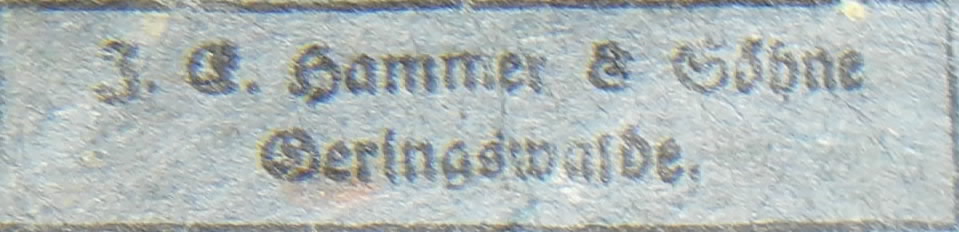 J. E. Hammer & Söhne
Geringswalde.